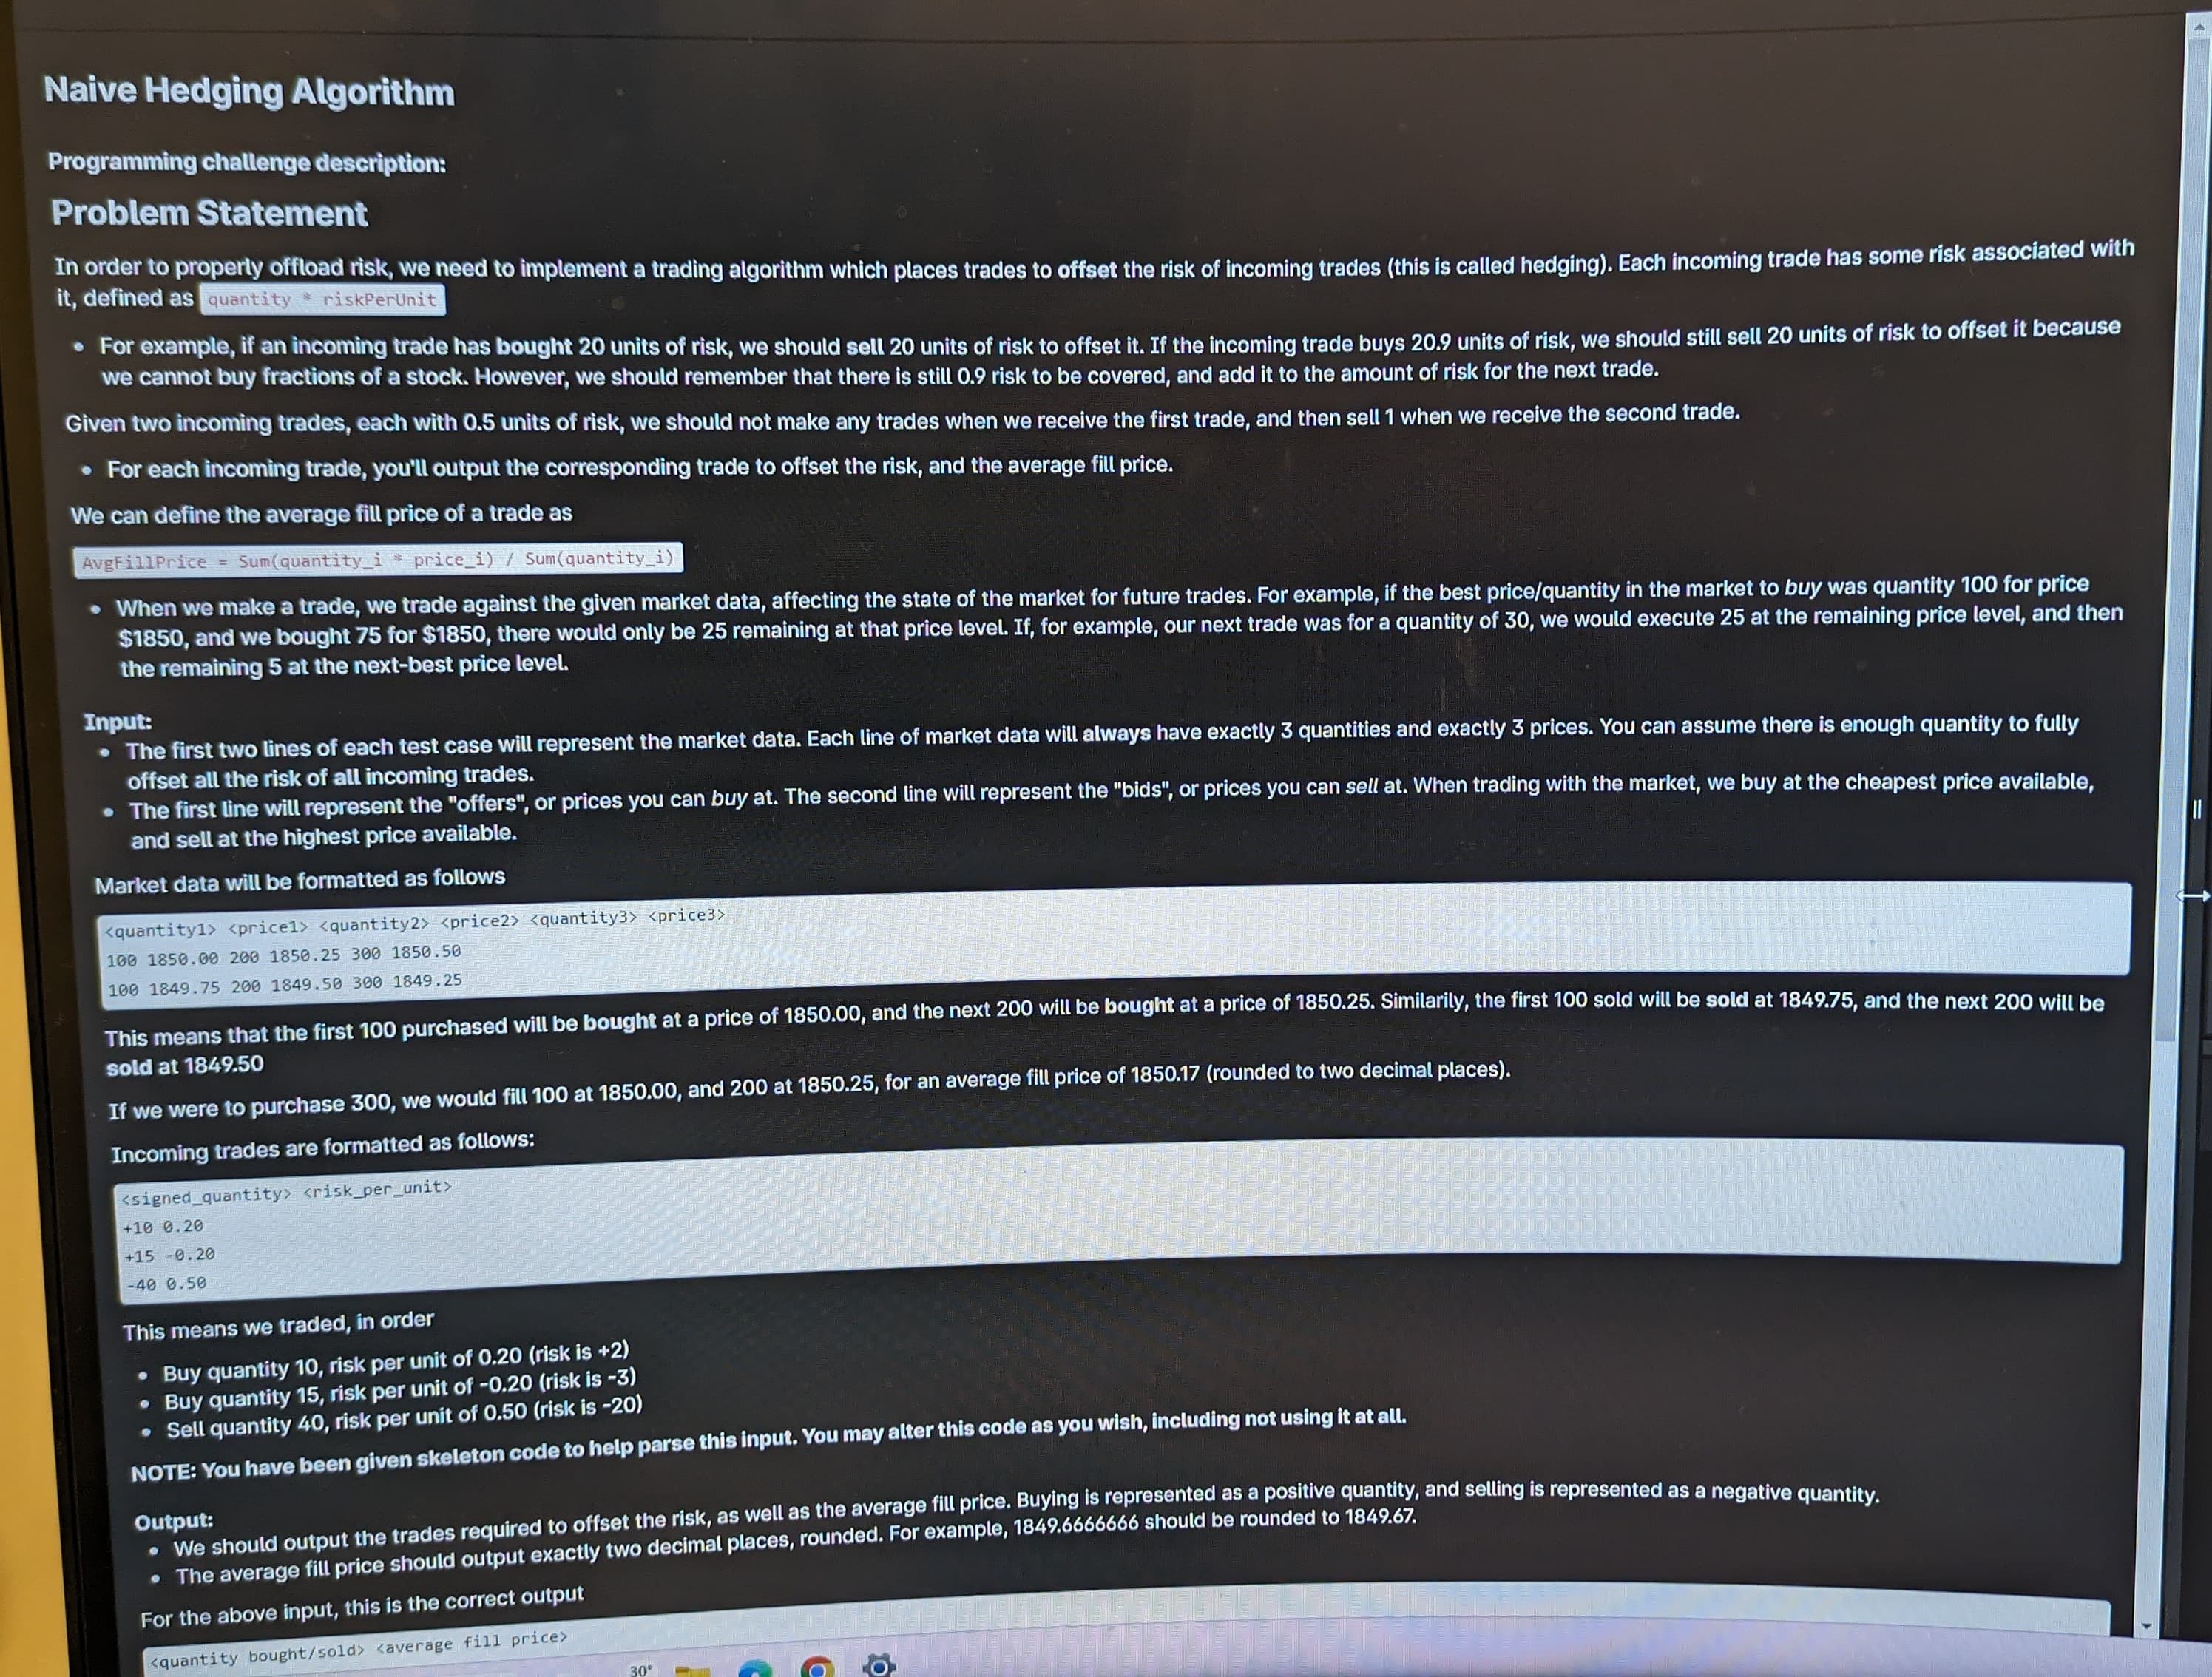 Naive Hedging Algorithm
Programming challenge description:
Problem Statement
In order to properly offload risk, we need to implement a trading algorithm which places trades to offset the risk of incoming trades (this is called hedging). Each incoming trade has some risk associated with
it, defined as quantity * riskPerUnit
• For example, if an incoming trade has bought 20 units of risk, we should sell 20 units of risk to offset it. If the incoming trade buys 20.9 units of risk, we should still sell 20 units of risk to offset it because
we cannot buy fractions of a stock. However, we should remember that there is still 0.9 risk to be covered, and add it to the amount of risk for the next trade.
Given two incoming trades, each with 0.5 units of risk, we should not make any trades when we receive the first trade, and then sell 1 when we receive the second trade.
• For each incoming trade, you'll output the corresponding trade to offset the risk, and the average fill price.
We can define the average fill price of a trade as
AvgFillPrice = Sum(quantity_i * price_i) / Sum(quantity_i)
• When we make a trade, we trade against the given market data, affecting the state of the market for future trades. For example, if the best price/quantity in the market to buy was quantity 100 for price
$1850, and we bought 75 for $1850, there would only be 25 remaining at that price level. If, for example, our next trade was for a quantity of 30, we would execute 25 at the remaining price level, and then
the remaining 5 at the next-best price level.
Input:
• The first two lines of each test case will represent the market data. Each line of market data will always have exactly 3 quantities and exactly 3 prices. You can assume there is enough quantity to fully
offset all the risk of all incoming trades.
• The first line will represent the "offers", or prices you can buy at. The second line will represent the "bids", or prices you can sell at. When trading with the market, we buy at the cheapest price available,
and sell at the highest price available.
Market data will be formatted as follows
<quantity1> <price1> <quantity2> <price2> <quantity3> <price3>
100 1850.00 200 1850.25 300 1850.50
100 1849.75 200 1849.50 300 1849.25
This means that the first 100 purchased will be bought at a price of 1850.00, and the next 200 will be bought at a price of 1850.25. Similarily, the first 100 sold will be sold at 1849.75, and the next 200 will be
sold at 1849.50
If we were to purchase 300, we would fill 100 at 1850.00, and 200 at 1850.25, for an average fill price of 1850.17 (rounded to two decimal places).
Incoming trades are formatted as follows:
<signed_quantity> <risk_per_unit>
+10 0.20
+15 -0.20
-40 0.50
This means we traded, in order
• Buy quantity 10, risk per unit of 0.20 (risk is +2)
• Buy quantity 15, risk per unit of -0.20 (risk is -3)
• Sell quantity 40, risk per unit of 0.50 (risk is -20)
NOTE: You have been given skeleton code to help parse this input. You may alter this code as you wish, including not using it at all.
Output:
• We should output the trades required to offset the risk, as well as the average fill price. Buying is represented as a positive quantity, and selling is represented as a negative quantity.
• The average fill price should output exactly two decimal places, rounded. For example, 1849.6666666 should be rounded to 1849.67.
For the above input, this is the correct output
<quantity bought/sold> <average fill price>
30°